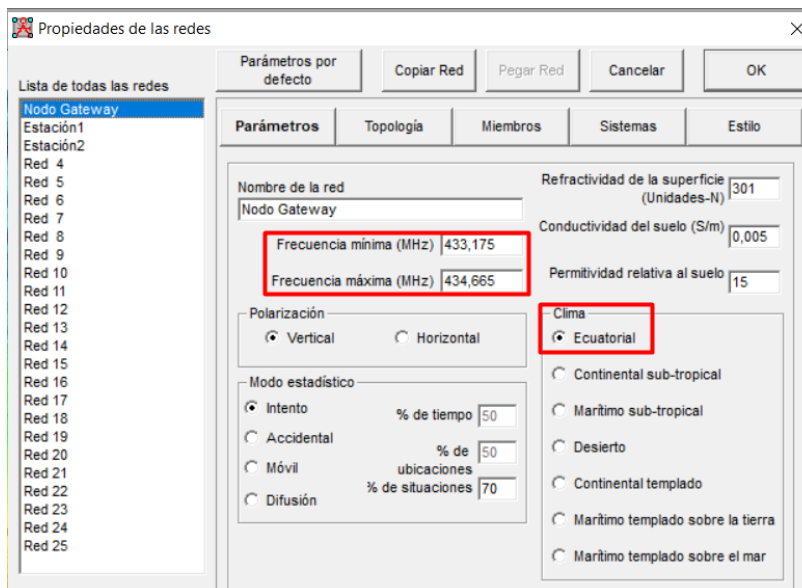 Propiedades de las redes
Parámetros por
defecto
Copiar Red
Pegar Red
Cancelar
OK
Lista de todas las redes
Nodo Gateway
Estación1
Estación2
Red 4
Red 5
Red 6
Red 7
Red 8
Red 9
Red 10
Red 11
Red 12
Red 13
Red 14
Red 15
Red 16
Red 17
Red 18
Red 19
Red 20
Red 21
Red 22
Red 23
Red 24
Red 25
Parámetros
Topología
Miembros
Sistemas
Estilo
Nombre de la red
Nodo Gateway
Frecuencia mínima (MHz) 433,175
Frecuencia máxima (MHz) 434,665
Refractividad de la superficie
(Unidades-N) 301
Conductividad del suelo (S/m) 0,005
Permitividad relativa al suelo 15
Polarización
Vertical
Horizontal
Modo estadístico
Intento
Accidental
Móvil
Difusión
% de tiempo 50
% de
ubicaciones 50
% de situaciones 70
Clima
Ecuatorial
Continental sub-tropical
Marítimo sub-tropical
Desierto
Continental templado
Marítimo templado sobre la tierra
Marítimo templado sobre el mar